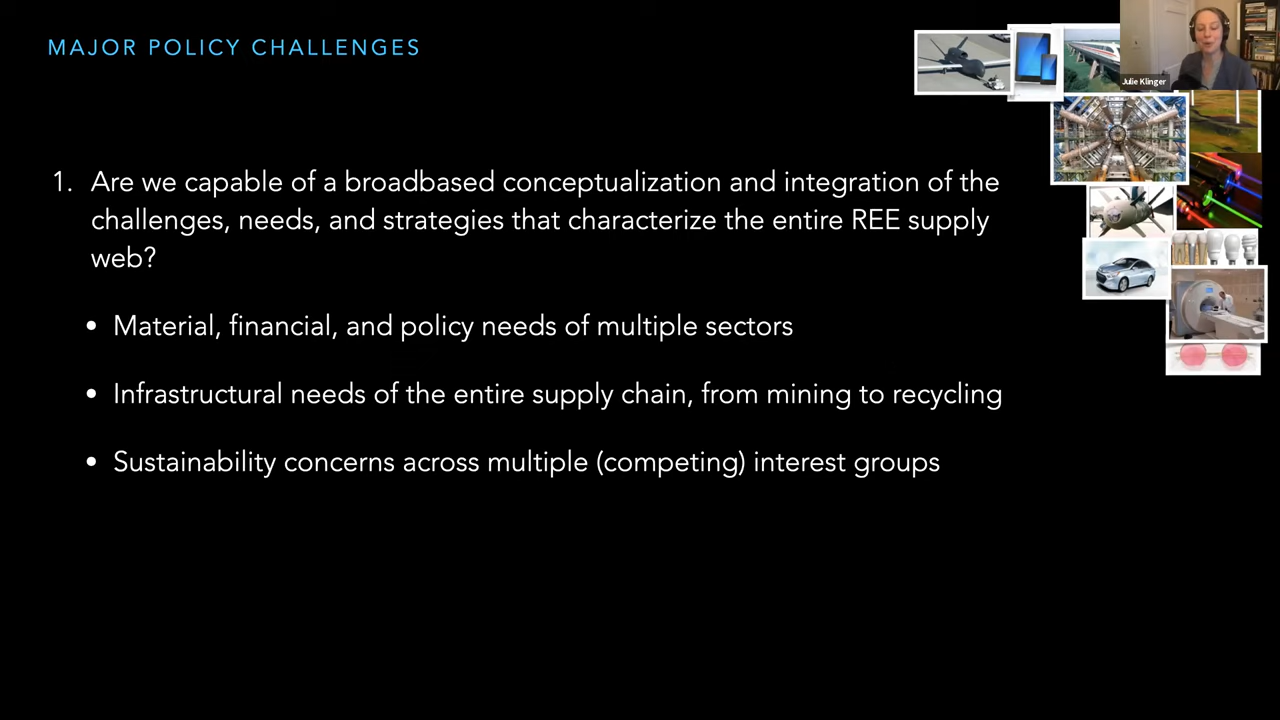 MAJOR POLICY CHALLENGES
Julie Klinger
1. Are we capable of a broadbased conceptualization and integration of the
challenges, needs, and strategies that characterize the entire REE supply
web?
• Material, financial, and policy needs of multiple sectors
• Infrastructural needs of the entire supply chain, from mining to recycling
• Sustainability concerns across multiple (competing) interest groups